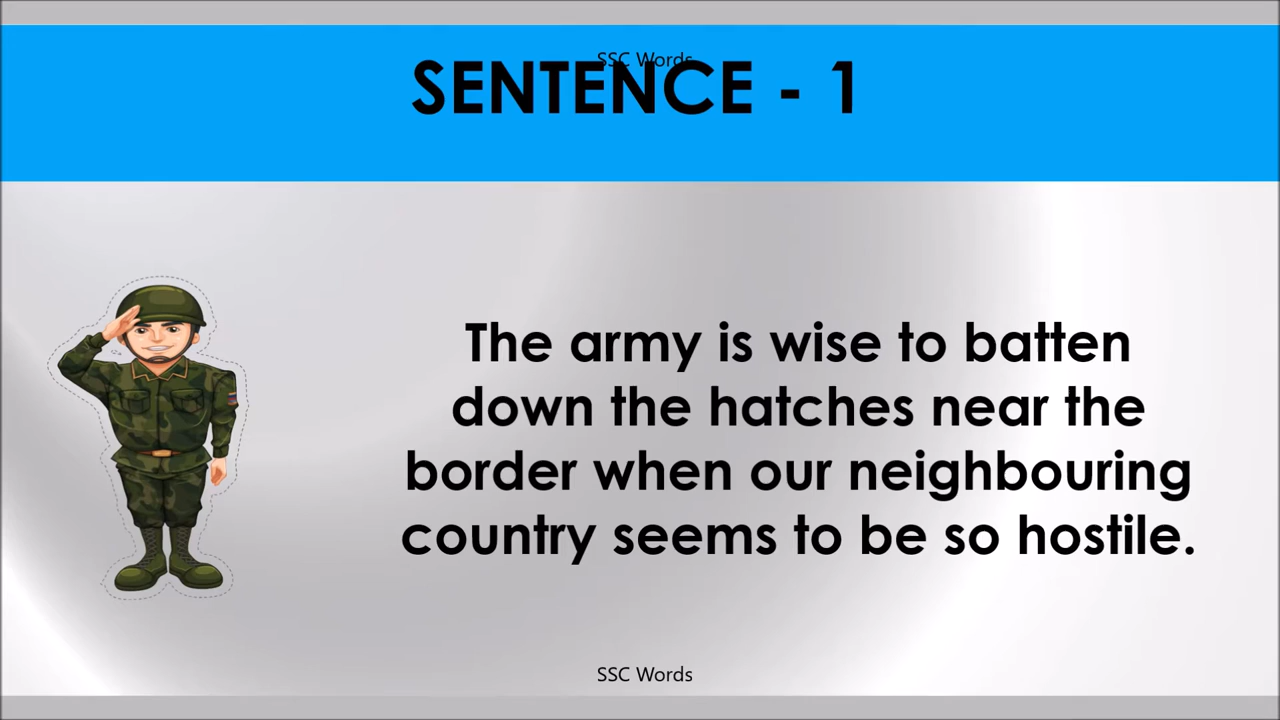 SSC Words
SENTENCE - 1
The army is wise to batten
down the hatches near the
border when our neighbouring
country seems to be so hostile.
SSC Words